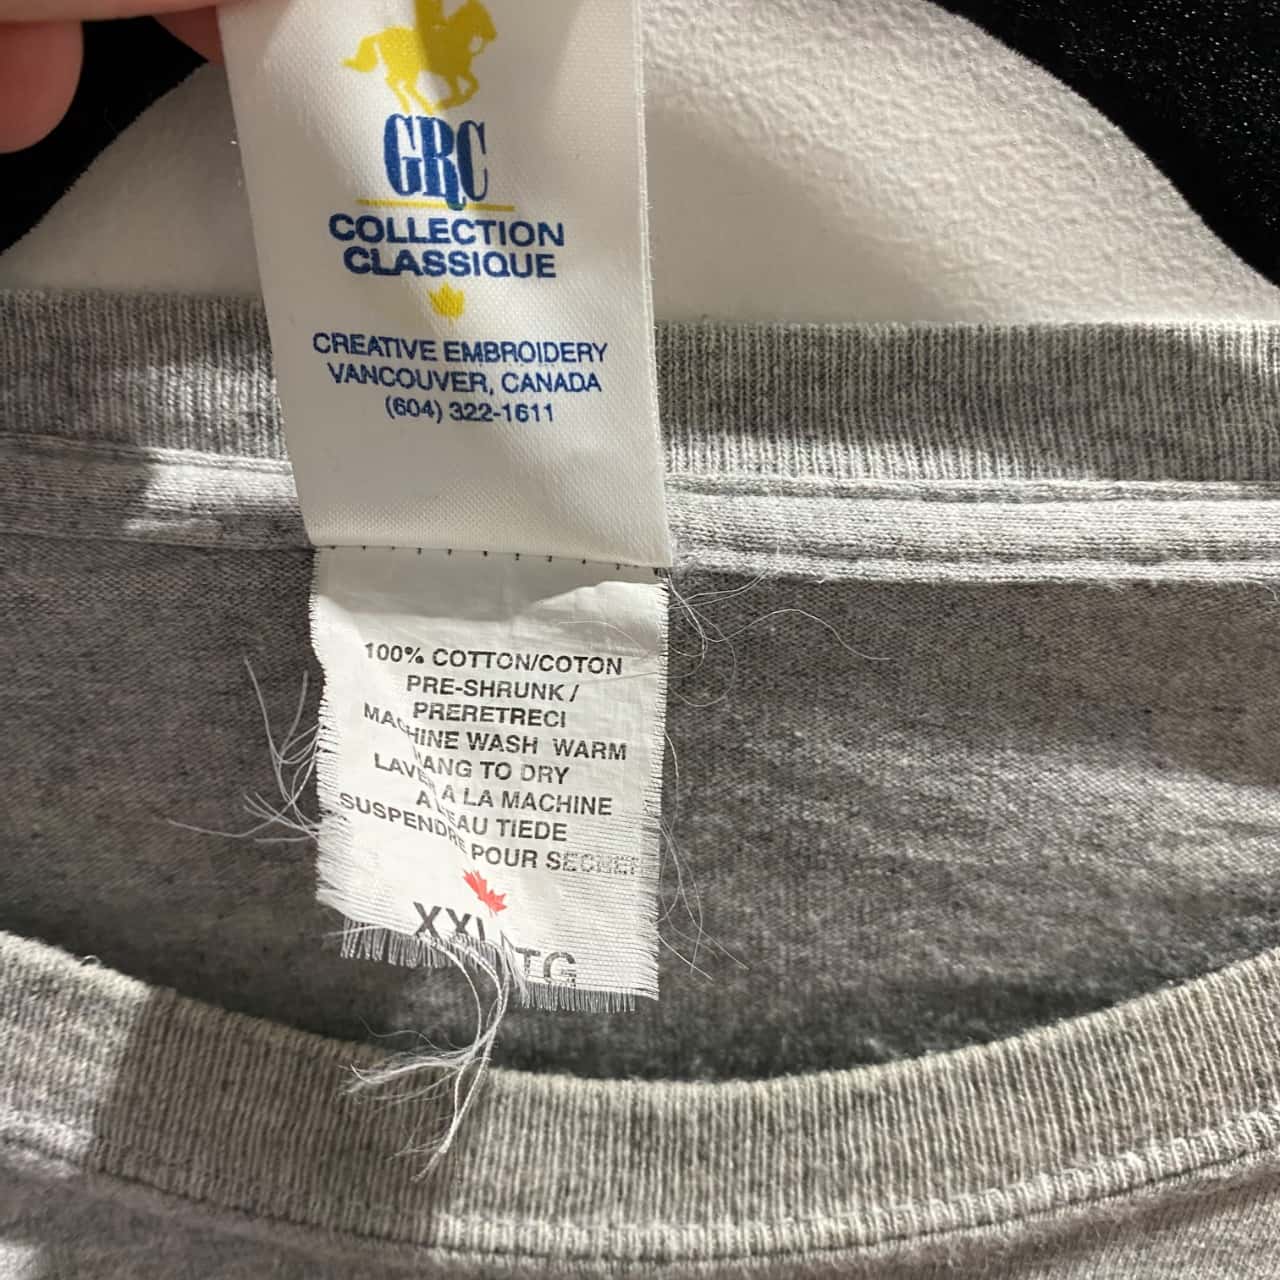 GRC
COLLECTION
CLASSIQUE
CREATIVE EMBROIDERY
VANCOUVER, CANADA
(604) 322-1611
100% COTTON/COTON
PRE-SHRUNK /
PRERETRECI
MACHINE WASH WARM
HANG TO DRY
LAVER A LA MACHINE
A L'EAU TIEDE
SUSPENDRE POUR SECHER